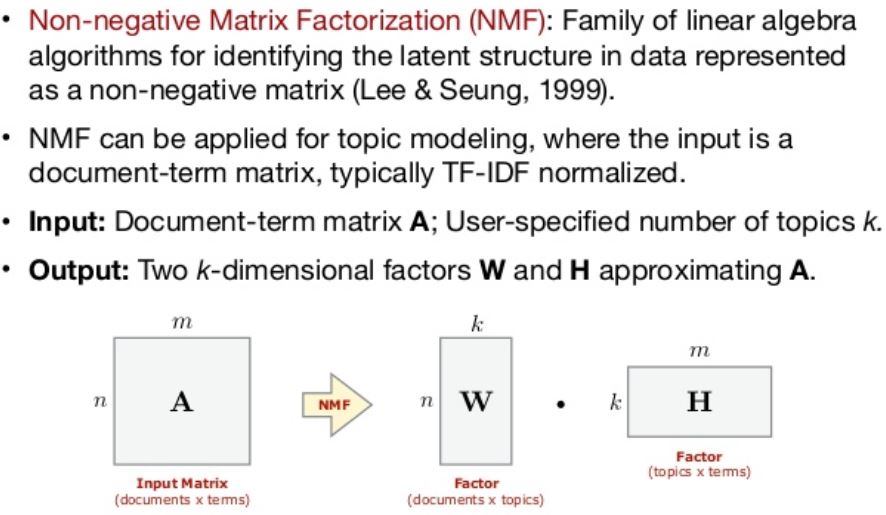 • Non-negative Matrix Factorization (NMF): Family of linear algebra
algorithms for identifying the latent structure in data represented
as a non-negative matrix (Lee & Seung, 1999).
• NMF can be applied for topic modeling, where the input is a
document-term matrix, typically TF-IDF normalized.
• Input: Document-term matrix A; User-specified number of topics k.
• Output: Two k-dimensional factors W and H approximating A.
m
n
A
Input Matrix
(documents x terms)
NMF
k
n
W
Factor
(documents x topics)
•
m
k
H
Factor
(topics x terms)